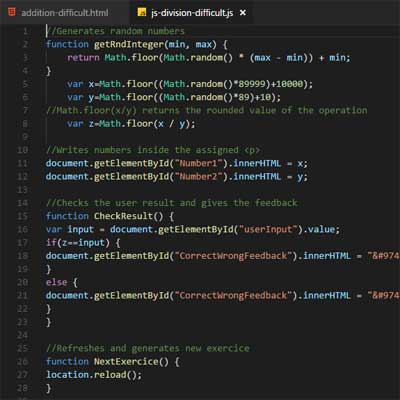 addition-difficult.html js-division-difficult.js
1 //Generates random numbers
2 function getRndInteger(min, max) {
3 return Math.floor(Math.random() * (max - min)) + min;
4 }
5 var x=Math.floor((Math.random()*89999)+10000);
6 var y=Math.floor((Math.random()*89)+10);
7 //Math.floor(x/y) returns the rounded value of the operation
8 var z=Math.floor(x / y);
9
10 //Writes numbers inside the assigned <p>
11 document.getElementById("Number1").innerHTML = x;
12 document.getElementById("Number2").innerHTML = y;
13
14 //Checks the user result and gives the feedback
15 function CheckResult() {
16 var input = document.getElementById("userInput").value;
17 if(z==input) {
18 document.getElementById("CorrectWrongFeedback").innerHTML = "&#974
19 }
20 else {
21 document.getElementById("CorrectWrongFeedback").innerHTML = "&#974
22 }
23 }
24
25 //Refreshes and generates new exercice
26 function NextExercice() {
27 location.reload();
28 }